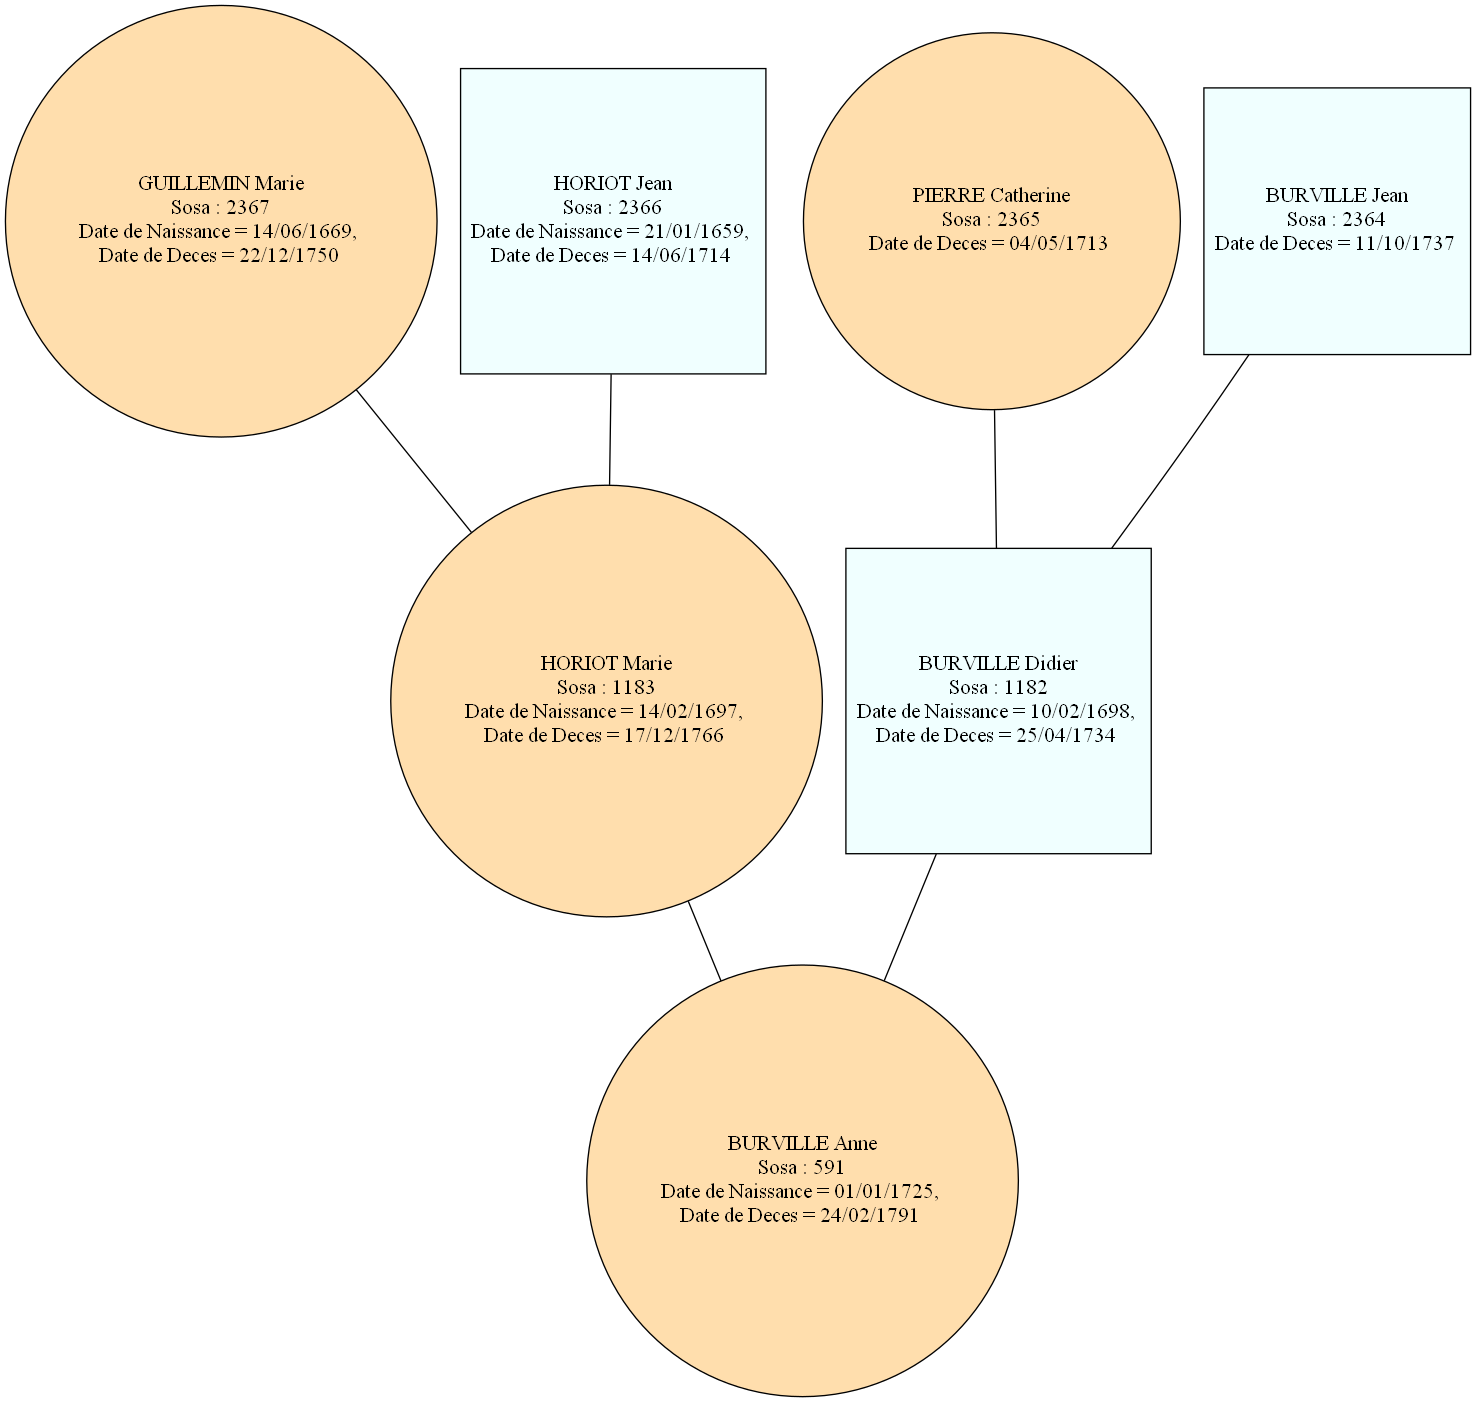 GUILLEMIN Marie
Sosa : 2367
Date de Naissance = 14/06/1669,
Date de Deces = 22/12/1750
HORIOT Jean
Sosa : 2366
Date de Naissance = 21/01/1659,
Date de Deces = 14/06/1714
PIERRE Catherine
Sosa : 2365
Date de Deces = 04/05/1713
BURVILLE Jean
Sosa : 2364
Date de Deces = 11/10/1737
HORIOT Marie
Sosa : 1183
Date de Naissance = 14/02/1697,
Date de Deces = 17/12/1766
BURVILLE Didier
Sosa : 1182
Date de Naissance = 10/02/1698,
Date de Deces = 25/04/1734
BURVILLE Anne
Sosa : 591
Date de Naissance = 01/01/1725,
Date de Deces = 24/02/1791